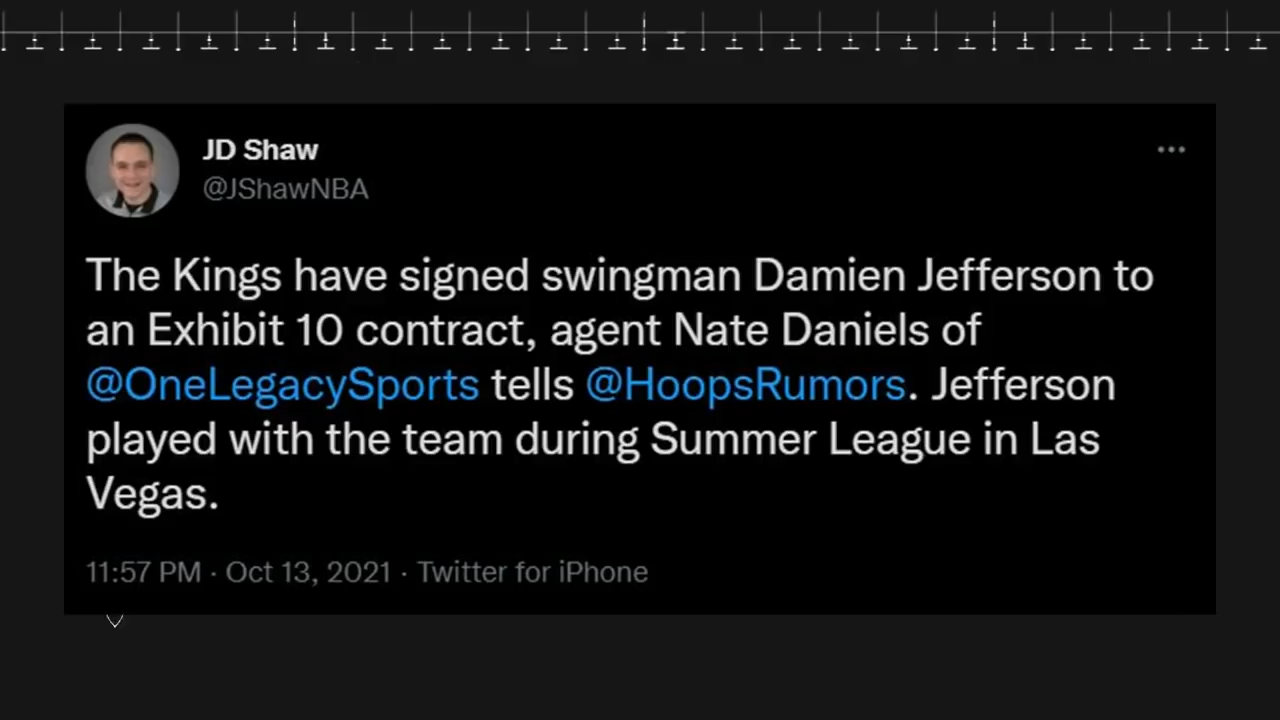 JD Shaw
@JShawNBA
The Kings have signed swingman Damien Jefferson to
an Exhibit 10 contract, agent Nate Daniels of
@OneLegacySports tells @HoopsRumors. Jefferson
played with the team during Summer League in Las
Vegas.
11:57 PM · Oct 13, 2021 · Twitter for iPhone